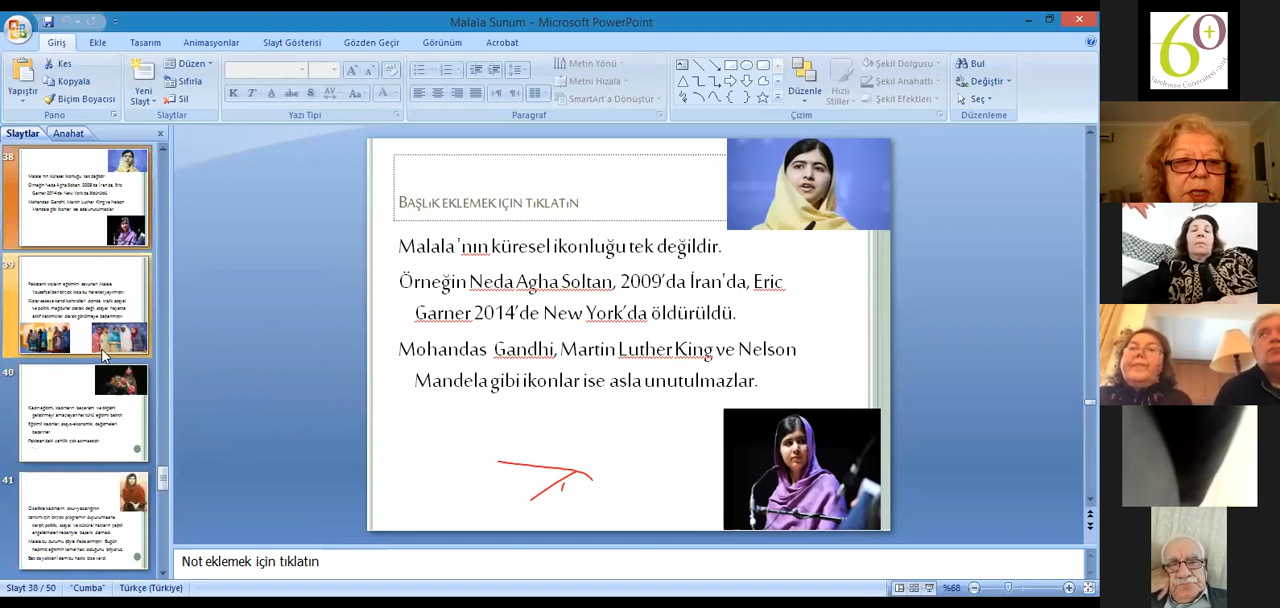 Malala Sunum - Microsoft PowerPoint
Giriş Ekle Tasarım Animasyonlar Slayt Gösterisi Gözden Geçir Görünüm Acrobat
Yapıştır
Kes
Kopyala
Biçim Boyacısı
Pano
Yeni Slayt
Düzen
Sıfırla
Sil
Slaytlar
Yazı Tipi
Metin Yönü
Metni Hizala
SmartArt'a Dönüştür
Paragraf
Düzenle
Hızlı Stiller
Şekil Dolgusu
Şekil Anahattı
Şekil Efektleri
Çizim
Bul
Değiştir
Seç
Düzenleme
Slaytlar Anahat
38
39
40
41
BAŞLıK EKLEMEK İÇİN TıKLATıN
Malala 'nın küresel ikonluğu tek değildir.
Örneğin Neda Agha Soltan, 2009'da İran'da, Eric
Garner 2014'de New York'da öldürüldü.
Mohandas Gandhi, Martin Luther King ve Nelson
Mandela gibi ikonlar ise asla unutulmazlar.
Not eklemek için tıklatın
Slayt 38 / 50 "Cumba" Türkçe (Türkiye) %68
60+